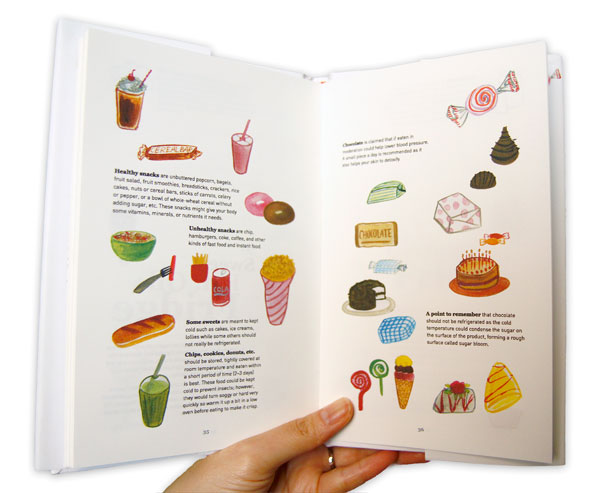 CEREAL BAR
Healthy snacks are unbuttered popcorn, bagels,
fruit salad, fruit smoothies, breadsticks, crackers, rice
cakes, nuts or cereal bars, sticks of carrots, celery
or pepper, or a bowl of whole-wheat cereal without
adding sugar, etc. These snacks might give your body
some vitamins, minerals, or nutrients it needs.
Unhealthy snacks are chip,
hamburgers, coke, coffee, and other
kinds of fast food and instant food.
COLA
Some sweets are meant to kept
cold such as cakes, ice creams,
lollies while some others should
not really be refrigerated.
Chips, cookies, donuts, etc.
should be stored, tightly covered at
room temperature and eaten within
a short period of time (2-3 days)
is best. These food could be kept
cold to prevent insects; however,
they would turn soggy or hard very
quickly so warm it up a bit in a low
oven before eating to make it crisp.
35
Chocolate is claimed that if eaten in
moderation could help lower blood pressure.
A small piece a day is recommended as it
also helps your skin to detoxify.
CHOCOLATE
A point to remember that chocolate
should not be refrigerated as the cold
temperature could condense the sugar on
the surface of the product, forming a rough
surface called sugar bloom.